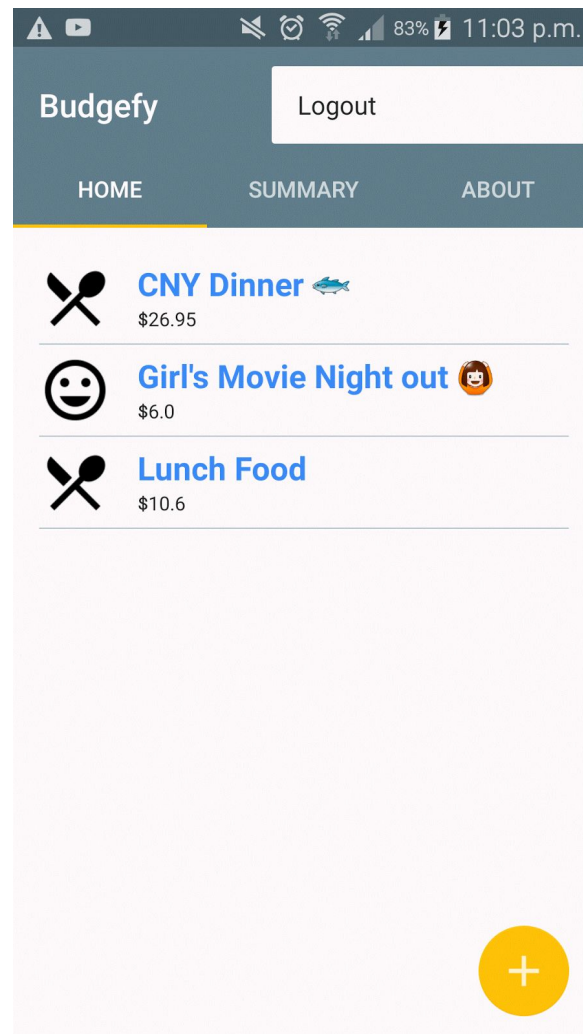 83% 11:03 p.m.
Budgefy Logout
HOME SUMMARY ABOUT
CNY Dinner 🐟
$26.95
Girl's Movie Night out 🙆
$6.0
Lunch Food
$10.6
+